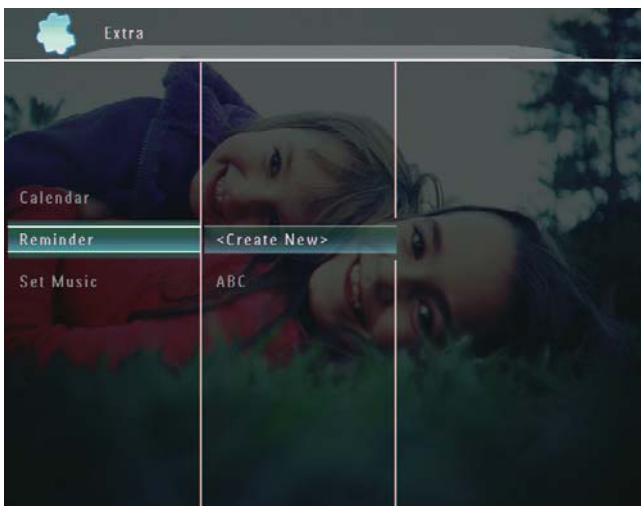 Extra
Calendar
Reminder
<Create New>
Set Music
ABC